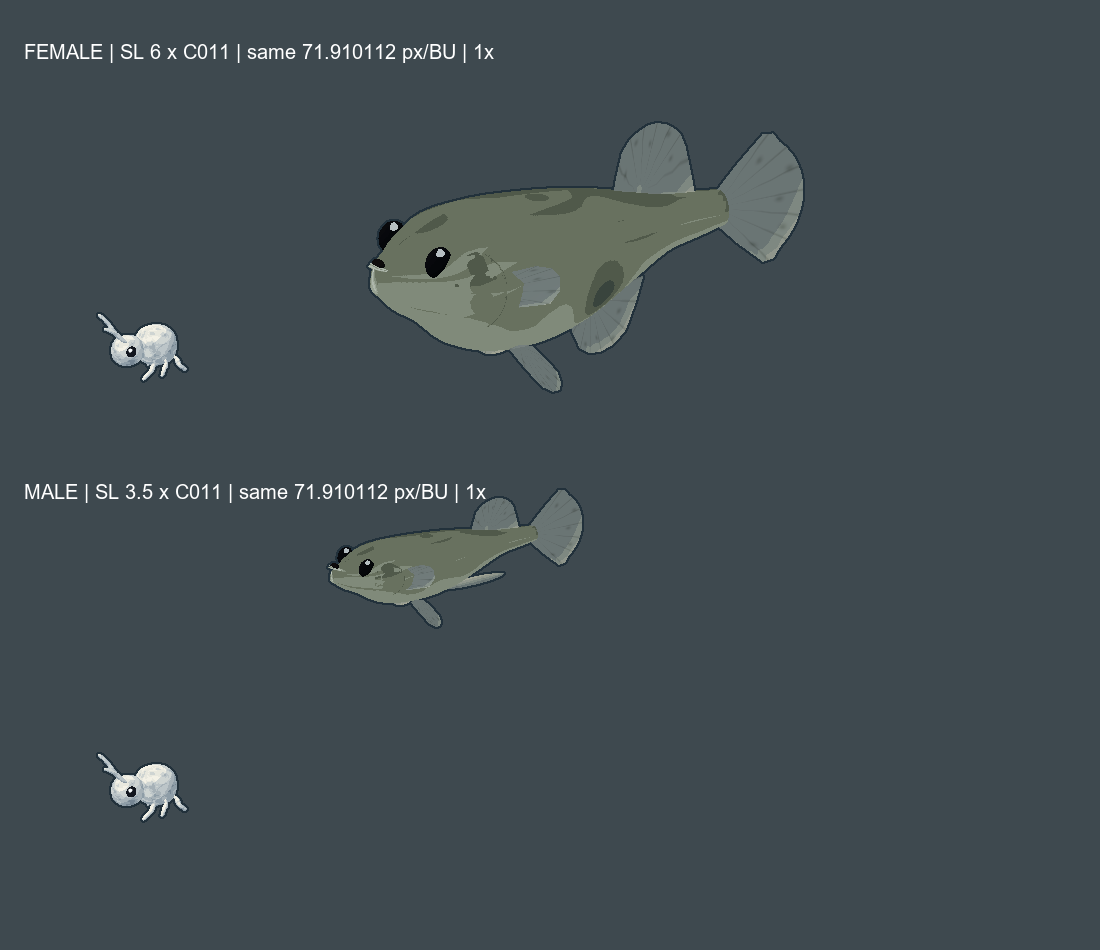 FEMALE | SL 6 x C011 | same 71.910112 px/BU | 1x
MALE | SL 3.5 x C011 | same 71.910112 px/BU | 1x